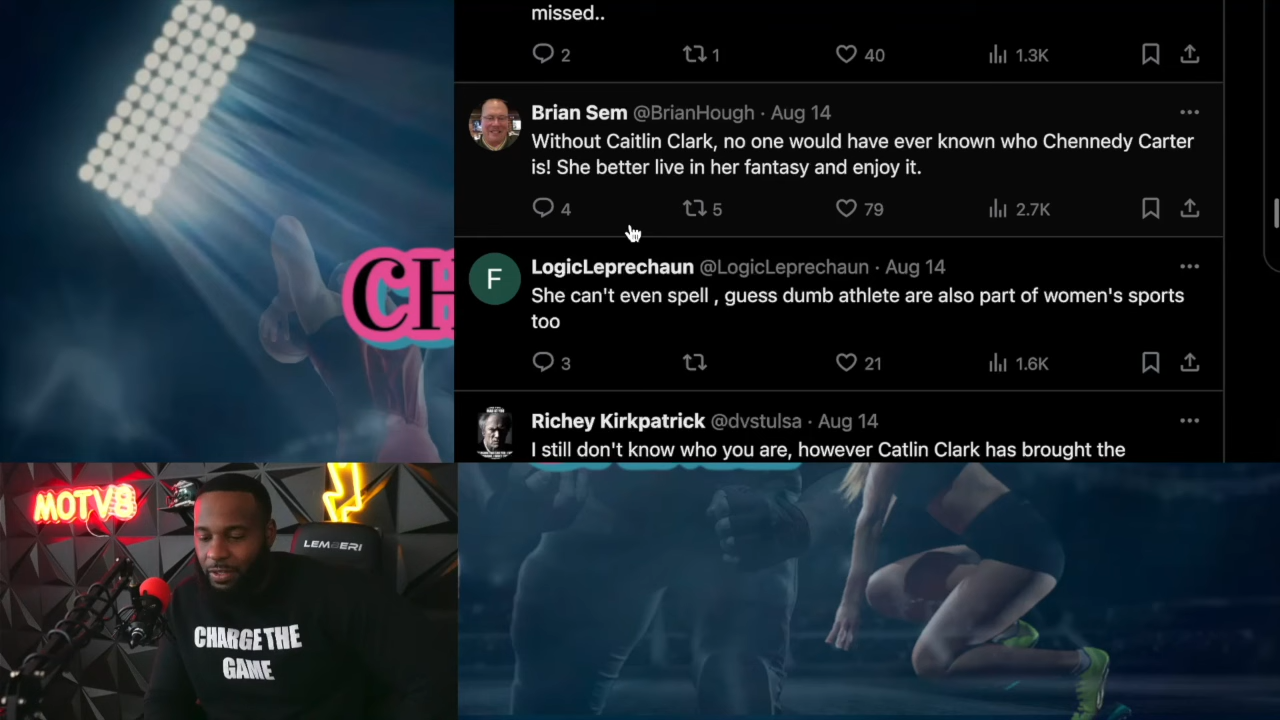 missed..
2
1
40
1.3K
Brian Sem @BrianHough · Aug 14
Without Caitlin Clark, no one would have ever known who Chennedy Carter
is! She better live in her fantasy and enjoy it.
4
5
79
2.7K
CH
LogicLeprechaun @LogicLeprechaun · Aug 14
F
She can't even spell , guess dumb athlete are also part of women's sports
too
3
21
1.6K
Richey Kirkpatrick @dvstulsa · Aug 14
I still don't know who you are, however Catlin Clark has brought the
MOTV8
LEMBERI
CHARGE THE
GAME